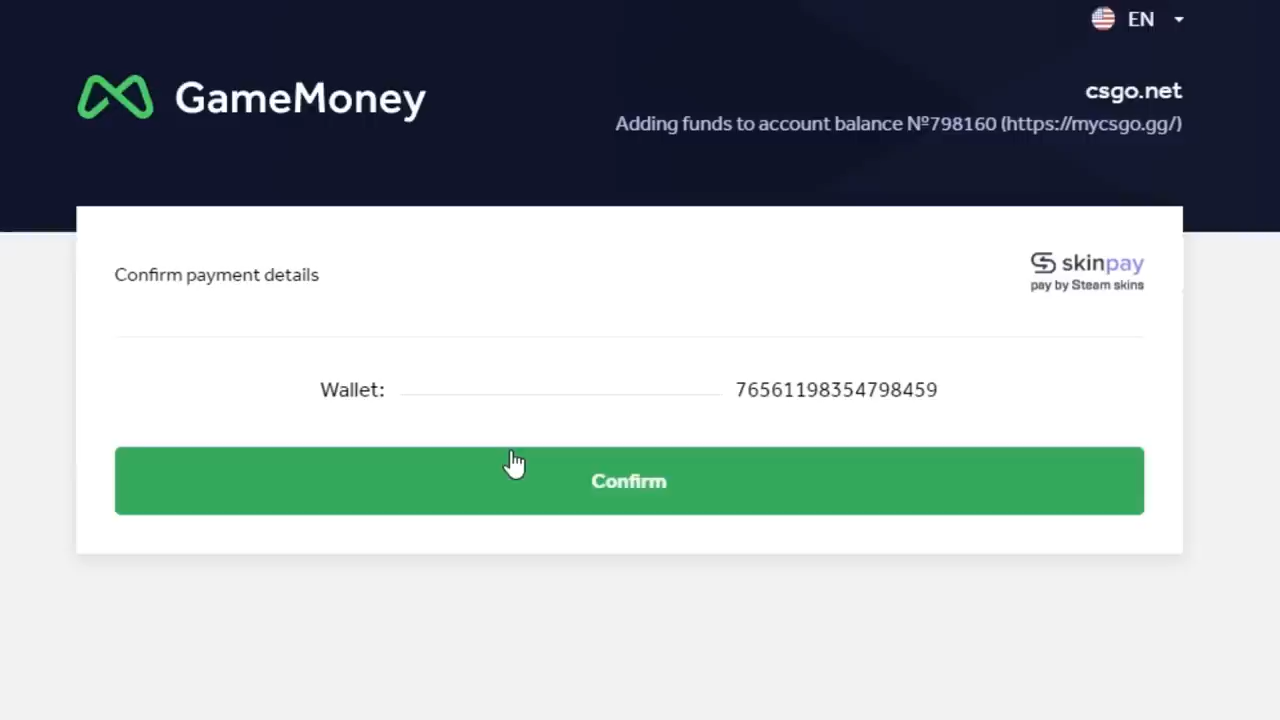 EN
GameMoney
csgo.net
Adding funds to account balance №798160 (https://mycsgo.gg/)
Confirm payment details
skinpay
pay by Steam skins
Wallet: 76561198354798459
Confirm